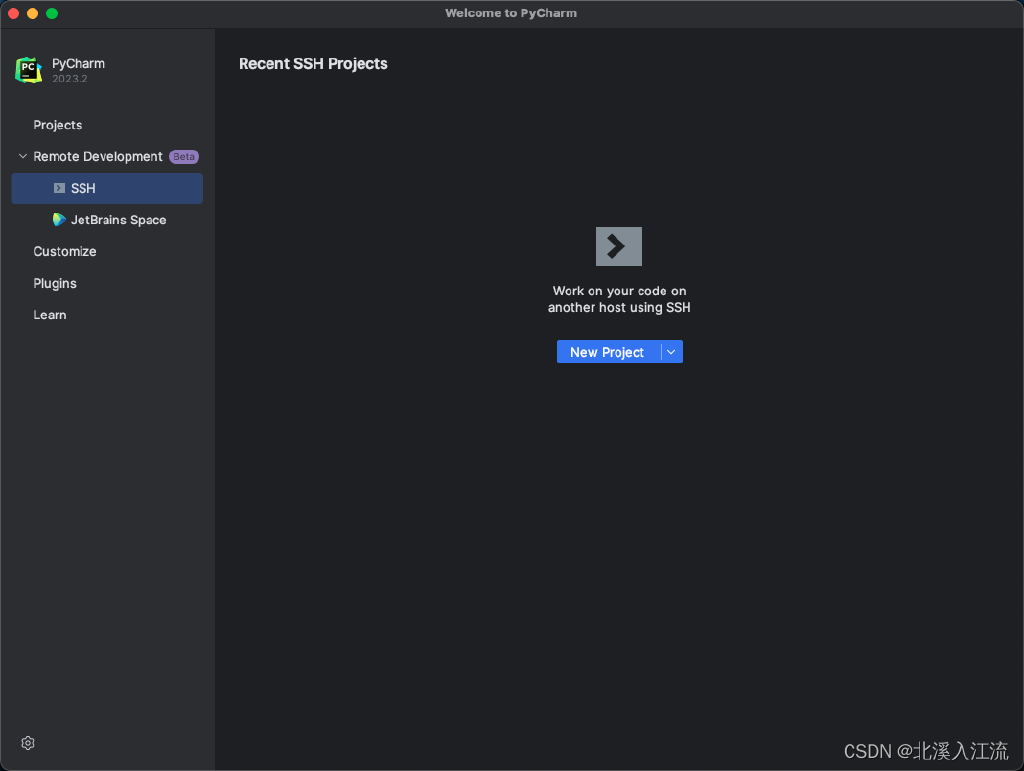 Welcome to PyCharm
PC
PyCharm
2023.2
Projects
Remote Development Beta
SSH
JetBrains Space
Customize
Plugins
Learn
Recent SSH Projects
Work on your code on
another host using SSH
New Project
CSDN @北溪入江流